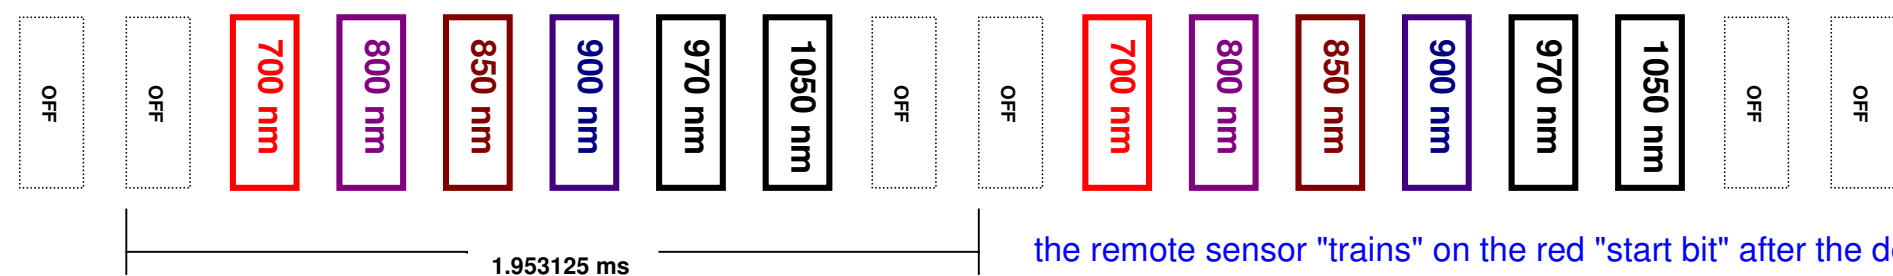 OFF OFF 700 nm 800 nm 850 nm 900 nm 970 nm 1050 nm OFF OFF 700 nm 800 nm 850 nm 900 nm 970 nm 1050 nm OFF OFF
the remote sensor "trains" on the red "start bit" after the
1.953125 ms